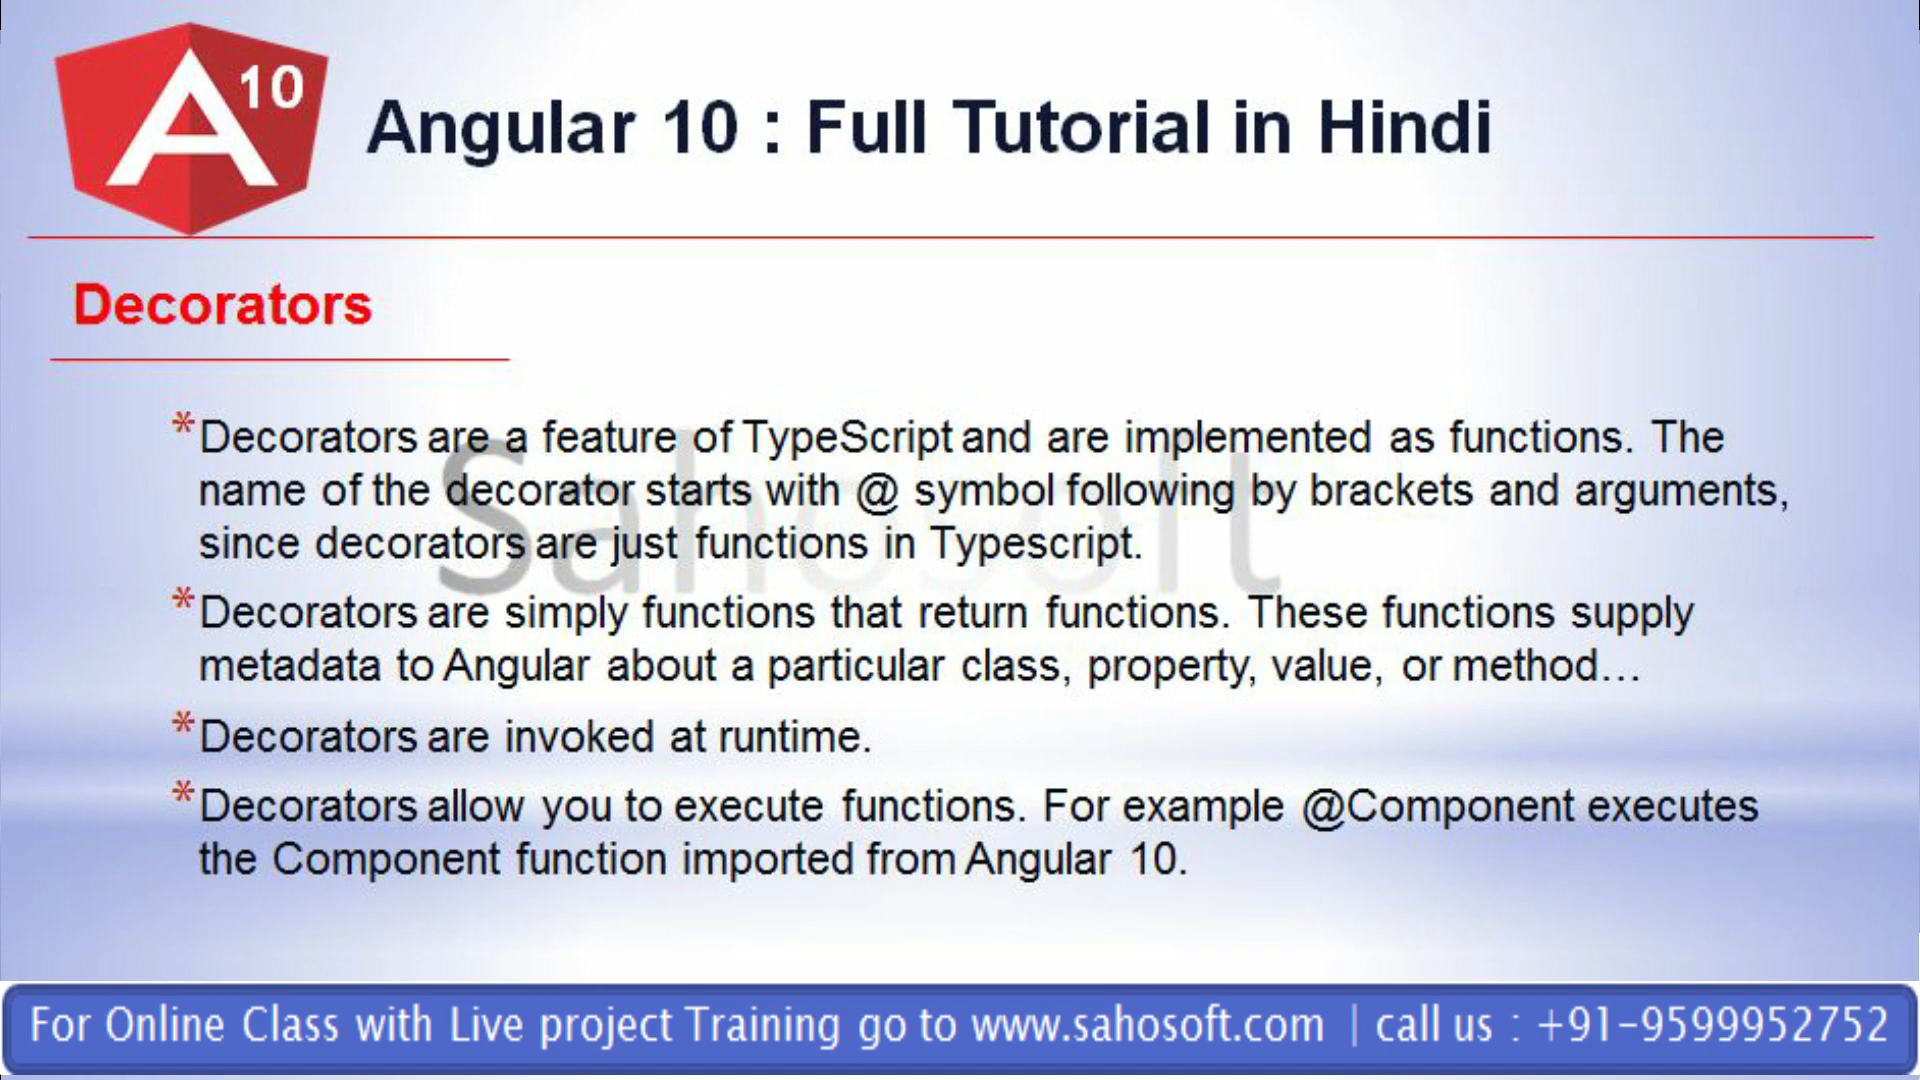 A 10
Angular 10 : Full Tutorial in Hindi
Decorators
* Decorators are a feature of TypeScript and are implemented as functions. The
name of the decorator starts with @ symbol following by brackets and arguments,
since decorators are just functions in Typescript.
* Decorators are simply functions that return functions. These functions supply
metadata to Angular about a particular class, property, value, or method...
* Decorators are invoked at runtime.
* Decorators allow you to execute functions. For example @Component executes
the Component function imported from Angular 10.
Sahosoft
For Online Class with Live project Training go to www.sahosoft.com | call us : +91-9599952752